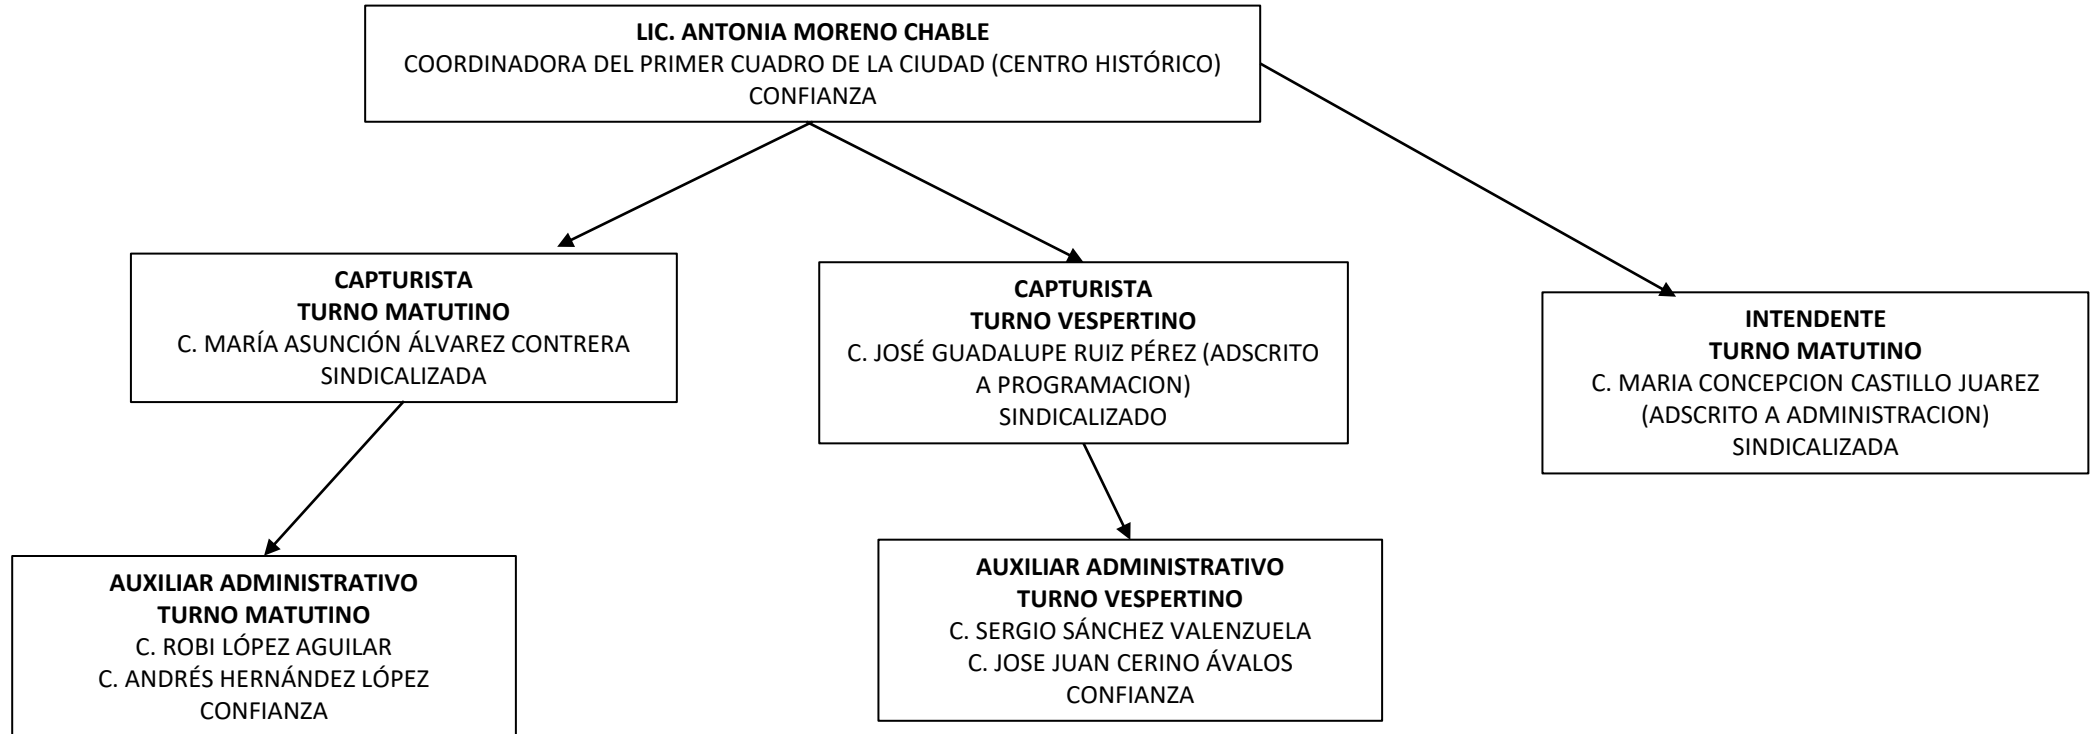 LIC. ANTONIA MORENO CHABLE
COORDINADORA DEL PRIMER CUADRO DE LA CIUDAD (CENTRO HISTÓRICO)
CONFIANZA
CAPTURISTA
TURNO MATUTINO
C. MARÍA ASUNCIÓN ÁLVAREZ CONTRERA
SINDICALIZADA
CAPTURISTA
TURNO VESPERTINO
C. JOSÉ GUADALUPE RUIZ PÉREZ (ADSCRITO
A PROGRAMACION)
SINDICALIZADO
INTENDENTE
TURNO MATUTINO
C. MARIA CONCEPCION CASTILLO JUAREZ
(ADSCRITO A ADMINISTRACION)
SINDICALIZADA
AUXILIAR ADMINISTRATIVO
TURNO MATUTINO
C. ROBI LÓPEZ AGUILAR
C. ANDRÉS HERNÁNDEZ LÓPEZ
CONFIANZA
AUXILIAR ADMINISTRATIVO
TURNO VESPERTINO
C. SERGIO SÁNCHEZ VALENZUELA
C. JOSE JUAN CERINO ÁVALOS
CONFIANZA